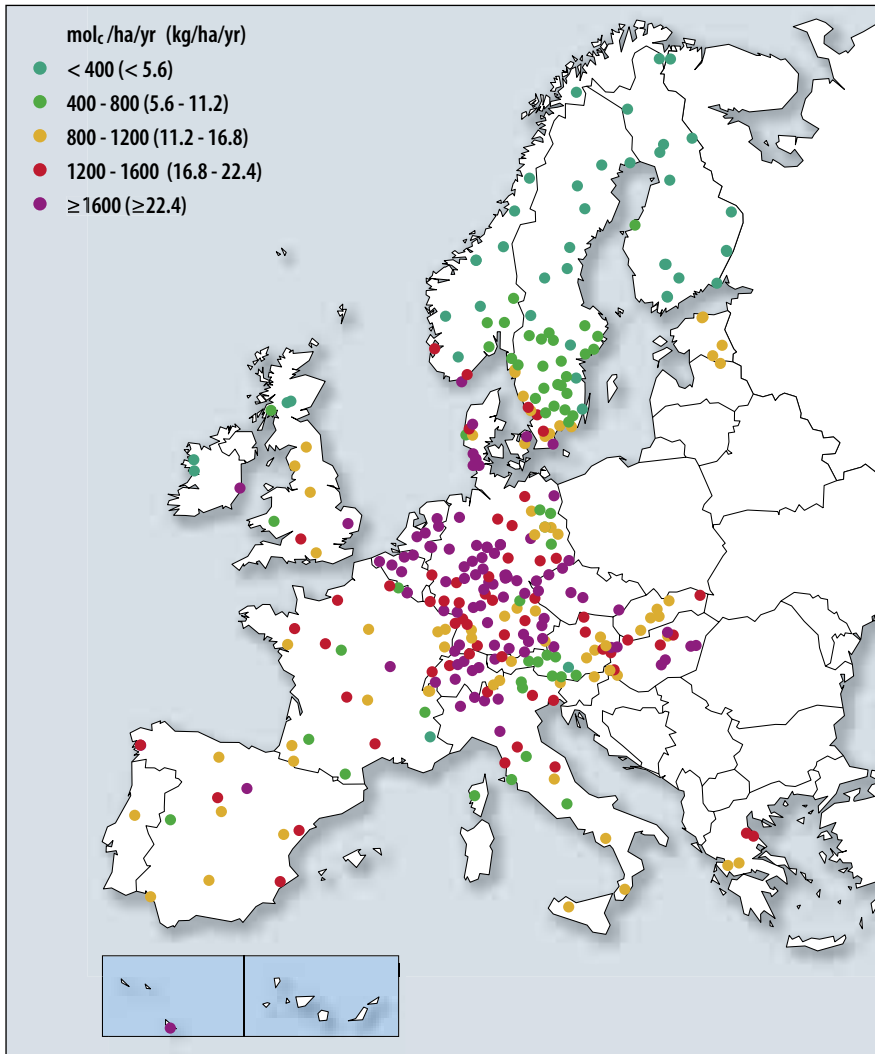 molc /ha/yr (kg/ha/yr)
< 400 (< 5.6)
400 - 800 (5.6 - 11.2)
800 - 1200 (11.2 - 16.8)
1200 - 1600 (16.8 - 22.4)
≥1600 (≥22.4)